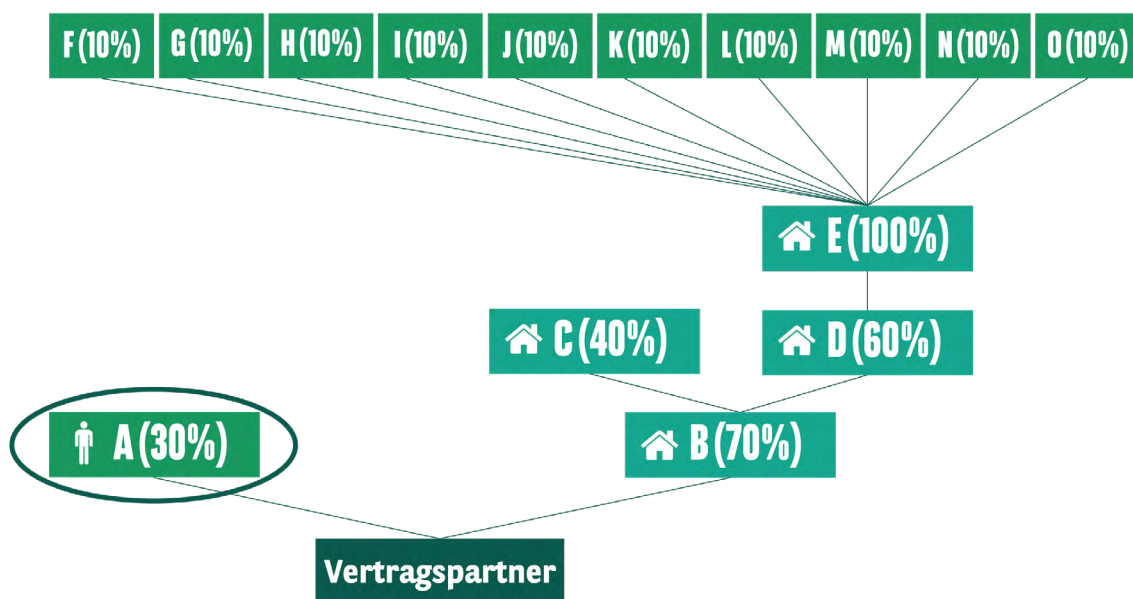 F (10%) G (10%) H (10%) I (10%) J (10%) K (10%) L (10%) M (10%) N (10%) O (10%)
E (100%)
C (40%) D (60%)
A (30%) B (70%)
Vertragspartner